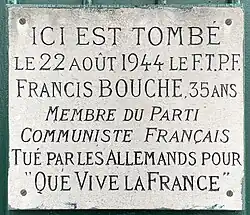 ICI EST TOMBÉ
LE 22 AOÛT 1944 LE F.T.P.F.
FRANCIS BOUCHE, 35 ANS
MEMBRE DU PARTI
COMMUNISTE FRANÇAIS
TUÉ PAR LES ALLEMANDS POUR
"QUE VIVE LA FRANCE"